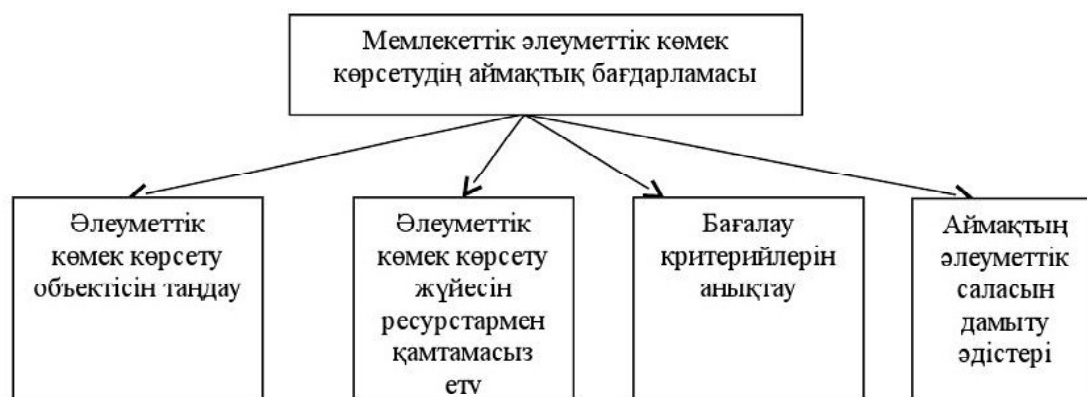 Мемлекеттік әлеуметтік көмек
көрсетудің аймақтық бағдарламасы
Әлеуметтік
көмек көрсету
объектісін таңдау
Әлеуметтік
көмек көрсету
жүйесін
ресурстармен
қамтамасыз
ету
Бағалау
критерийлерін
анықтау
Аймақтың
әлеуметтік
саласын
дамыту
әдістері